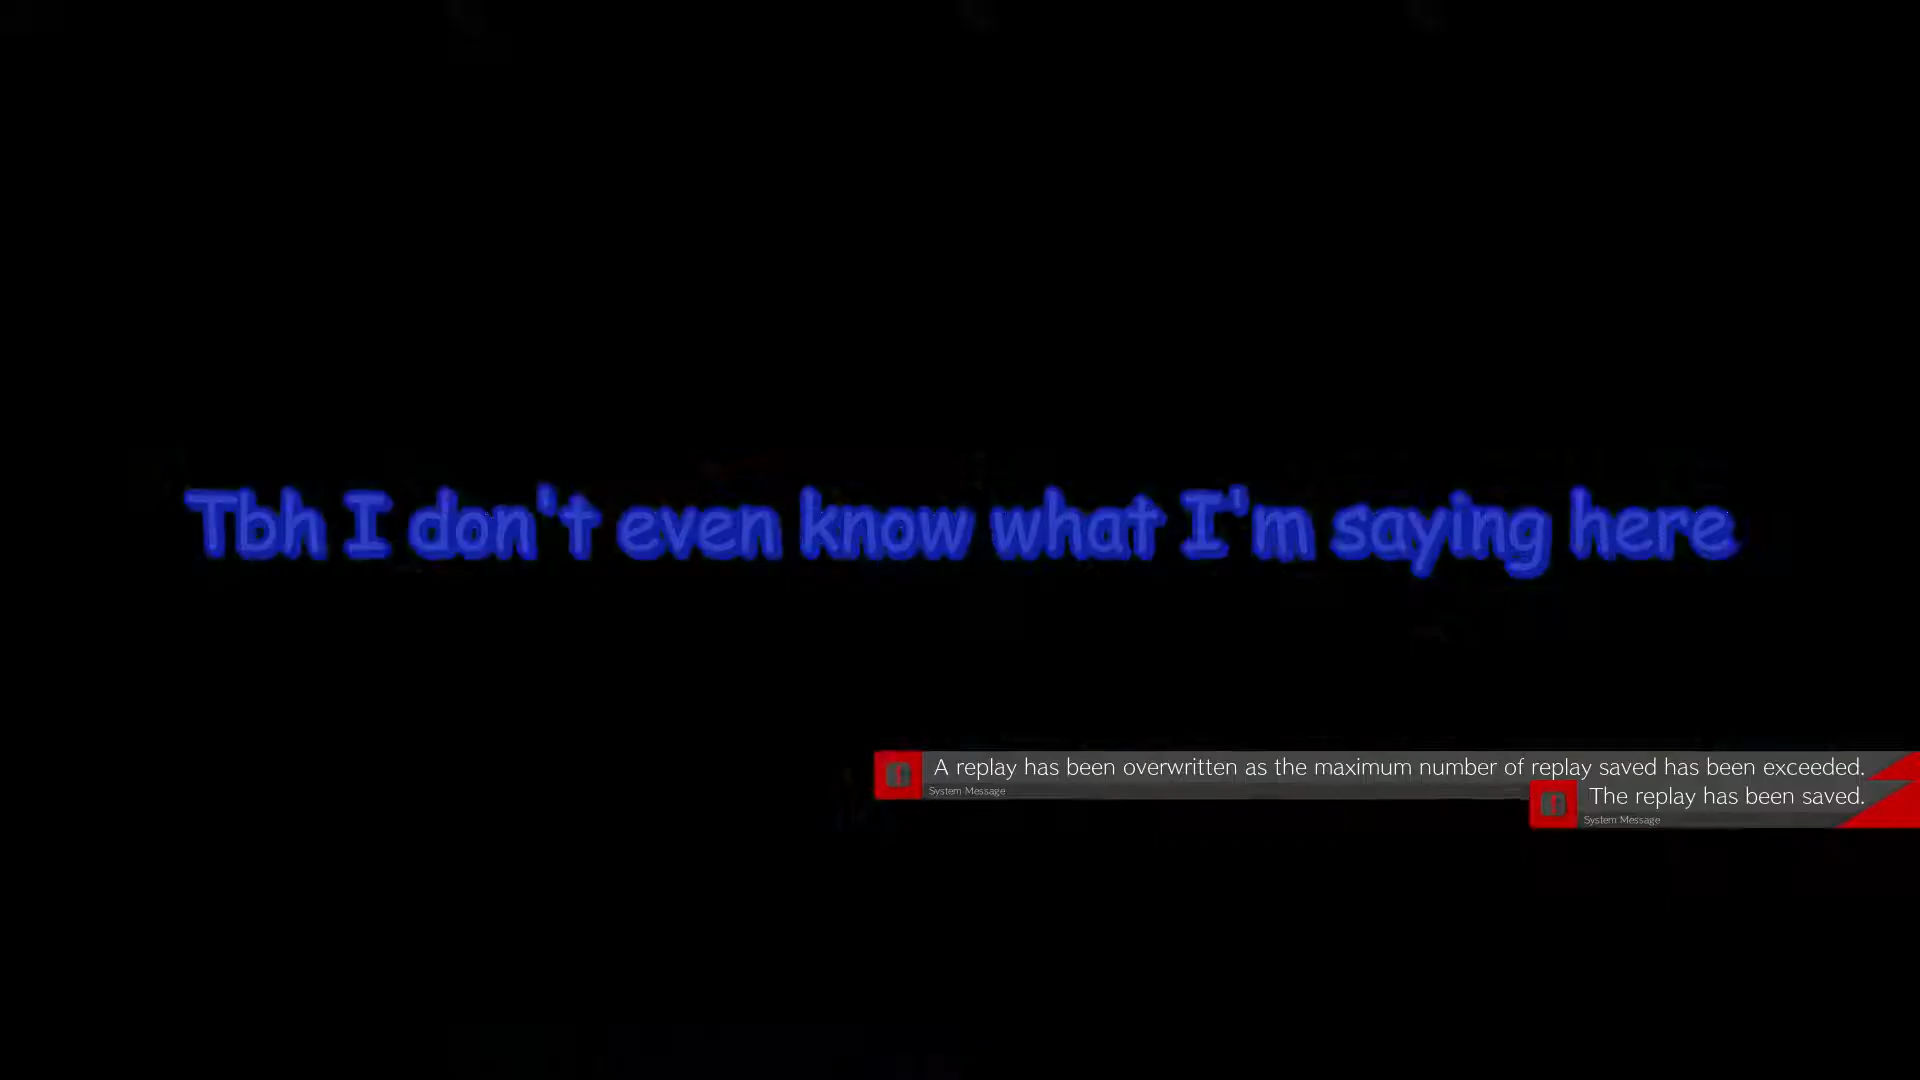 Tbh I don't even know what I'm saying here
A replay has been overwritten as the maximum number of replay saved has been exceeded.
System Message
The replay has been saved.
System Message